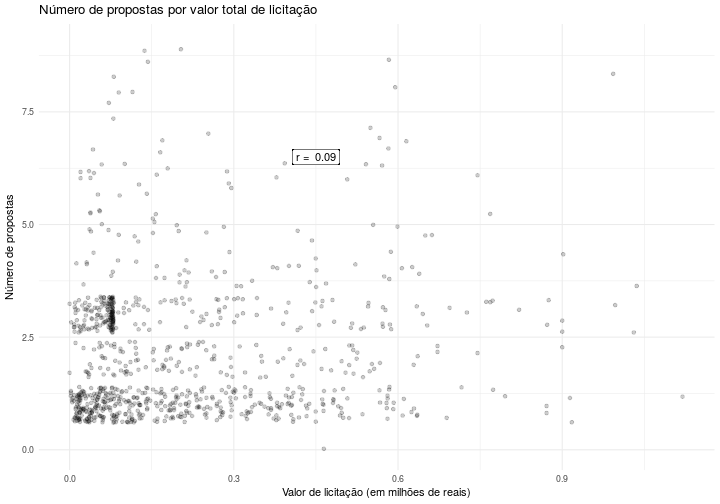 Número de propostas por valor total de licitação
Número de propostas
7.5
5.0
2.5
0.0
r = 0.09
0.0 0.3 0.6 0.9
Valor de licitação (em milhões de reais)